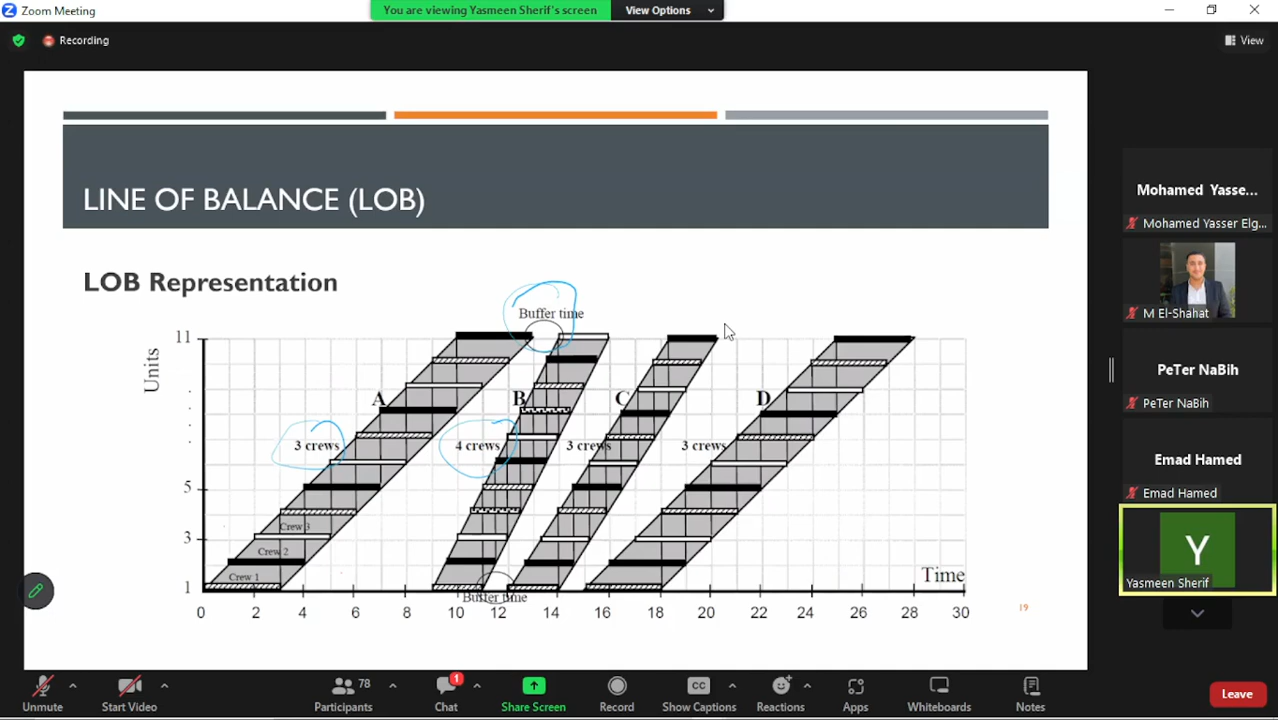 Zoom Meeting
You are viewing Yasmeen Sherif's screen
View Options
Recording
View
LINE OF BALANCE (LOB)
LOB Representation
Buffer time
11
Units
A
B
C
D
3 crews
4 crews
3 crews
3 crews
5
Crew 3
3
Crew 2
Crew 1
1
Time
Buffer time
0 2 4 6 8 10 12 14 16 18 20 22 24 26 28 30
19
Mohamed Yasse...
Mohamed Yasser Elg...
M El-Shahat
PeTer NaBih
PeTer NaBih
Emad Hamed
Emad Hamed
Y
Yasmeen Sherif
Unmute
Start Video
78
Participants
1
Chat
Share Screen
Record
CC
Show Captions
Reactions
Apps
Whiteboards
Notes
Leave